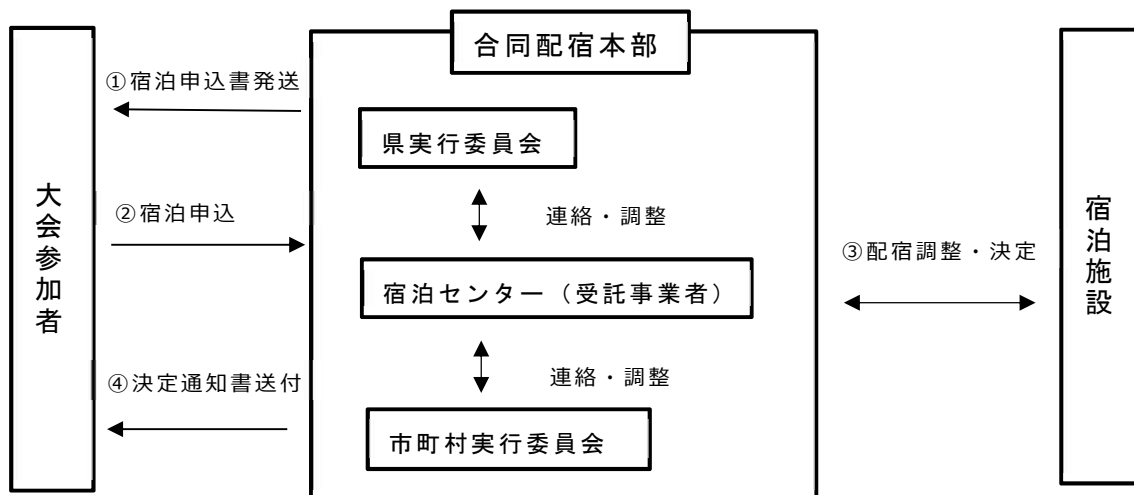 合同配宿本部
①宿泊申込書発送
県実行委員会
大会参加者
②宿泊申込
連絡・調整
③配宿調整・決定
宿泊施設
宿泊センター（受託事業者）
④決定通知書送付
連絡・調整
市町村実行委員会